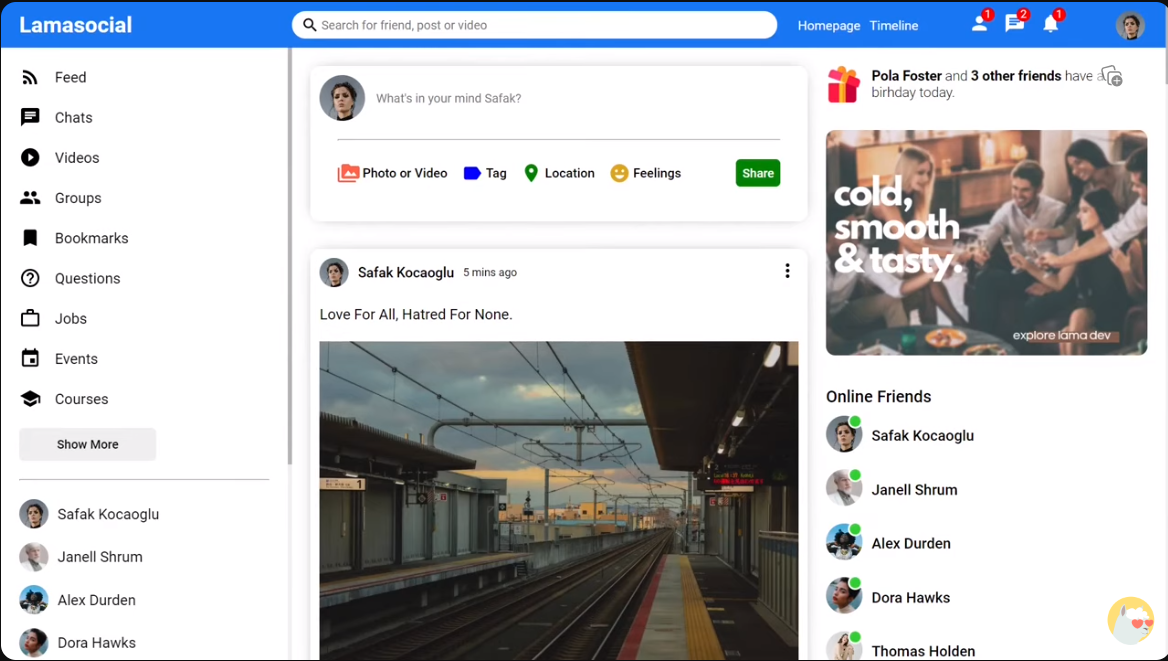 Lamasocial
Search for friend, post or video
Homepage Timeline
1
2
1
Feed
Chats
Videos
Groups
Bookmarks
Questions
Jobs
Events
Courses
Show More
Safak Kocaoglu
Janell Shrum
Alex Durden
Dora Hawks
What's in your mind Safak?
Photo or Video
Tag
Location
Feelings
Share
Safak Kocaoglu 5 mins ago
Love For All, Hatred For None.
1
Pola Foster and 3 other friends have a
birhday today.
cold,
smooth
& tasty.
explore lama dev
Online Friends
Safak Kocaoglu
Janell Shrum
Alex Durden
Dora Hawks
Thomas Holden